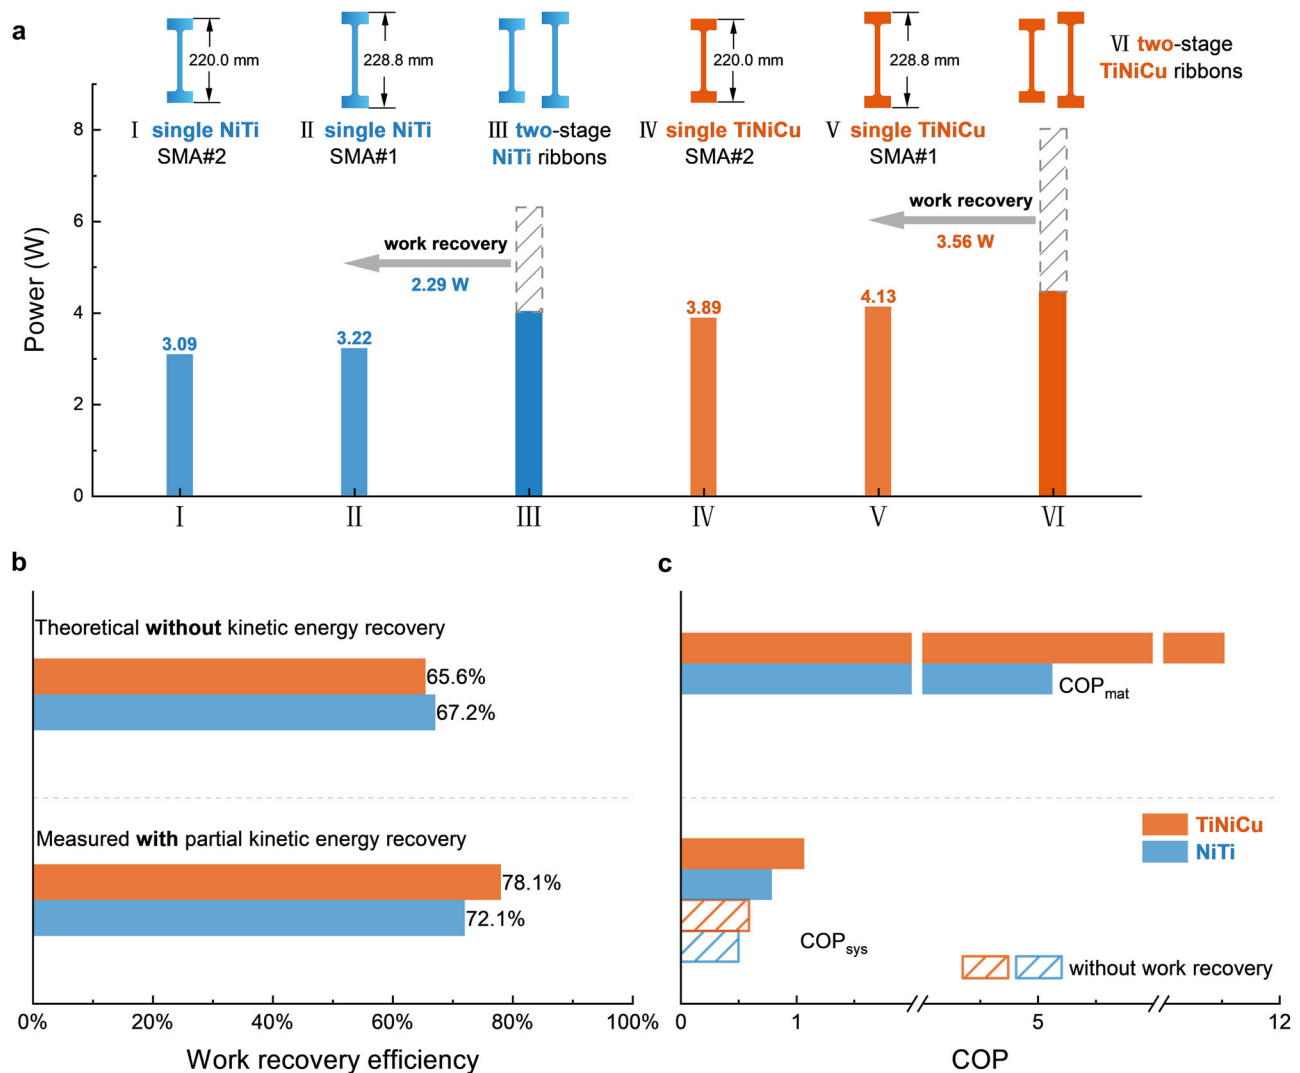 a
220.0 mm
228.8 mm
220.0 mm
228.8 mm
Ⅵ two-stage
TiNiCu ribbons
Ⅰ single NiTi
SMA#2
Ⅱ single NiTi
SMA#1
Ⅲ two-stage
NiTi ribbons
Ⅳ single TiNiCu
SMA#2
Ⅴ single TiNiCu
SMA#1
Power (W)
8
6
4
2
0
work recovery
2.29 W
work recovery
3.56 W
3.09
3.22
3.89
4.13
Ⅰ
Ⅱ
Ⅲ
Ⅳ
Ⅴ
Ⅵ
b
Theoretical without kinetic energy recovery
65.6%
67.2%
Measured with partial kinetic energy recovery
78.1%
72.1%
0%
20%
40%
60%
80%
100%
Work recovery efficiency
c
COPmat
TiNiCu
NiTi
COPsys
without work recovery
0
1
5
12
COP